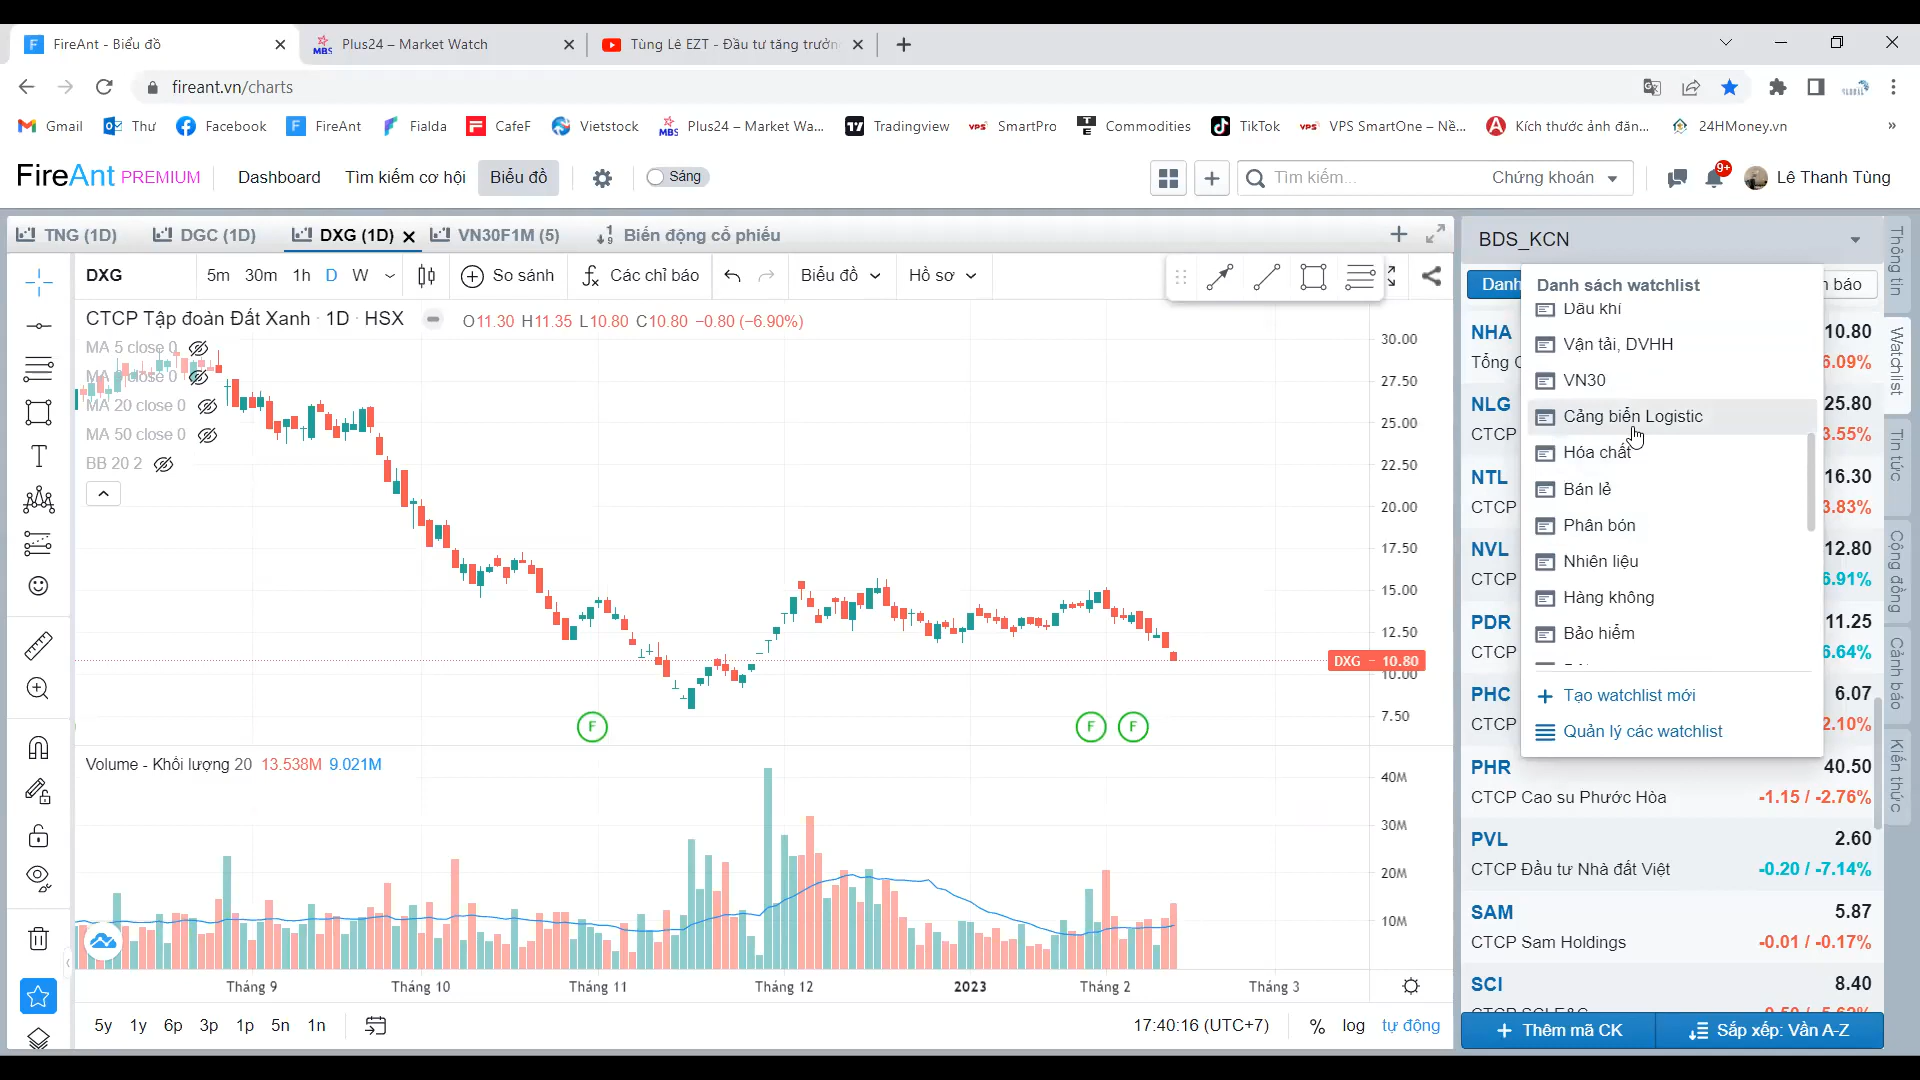 FireAnt - Biểu đồ
Plus24 – Market Watch
Tùng Lê EZT - Đầu tư tăng trưởn
fireant.vn/charts
Gmail
Thư
Facebook
FireAnt
Fialda
CafeF
Vietstock
MBS
Plus24 – Market Wa...
Tradingview
SmartPro
Commodities
TikTok
VPS SmartOne – Nề...
Kích thước ảnh đăn...
24HMoney.vn
FireAnt PREMIUM
Dashboard
Tìm kiếm cơ hội
Biểu đồ
Sáng
Tìm kiếm...
Chứng khoán
9+
Lê Thanh Tùng
TNG (1D)
DGC (1D)
DXG (1D)
VN30F1M (5)
Biến động cổ phiếu
DXG
5m 30m 1h D W
So sánh
Các chỉ báo
Biểu đồ
Hồ sơ
CTCP Tập đoàn Đất Xanh · 1D · HSX
O11.30 H11.35 L10.80 C10.80 −0.80 (−6.90%)
MA 5 close 0
MA 20 close 0
MA 50 close 0
BB 20 2
30.00
27.50
25.00
22.50
20.00
17.50
15.00
12.50
DXG 10.80
10.00
7.50
F
F
F
Volume - Khối lượng 20 13.538M 9.021M
40M
30M
20M
10M
Tháng 9
Tháng 10
Tháng 11
Tháng 12
2023
Tháng 2
Tháng 3
5y 1y 6p 3p 1p 5n 1n
17:40:16 (UTC+7)
%
log
tự động
BDS_KCN
Danh
n báo
Danh sách watchlist
Dầu khí
Vận tải, DVHH
VN30
Cảng biển Logistic
Hóa chất
Bán lẻ
Phân bón
Nhiên liệu
Hàng không
Bảo hiểm
Tạo watchlist mới
Quản lý các watchlist
NHA 10.80
Tổng C 6.09%
NLG 25.80
CTCP 3.55%
NTL 16.30
CTCP 3.83%
NVL 12.80
CTCP 6.91%
PDR 11.25
CTCP 6.64%
PHC 6.07
CTCP 2.10%
PHR 40.50
CTCP Cao su Phước Hòa -1.15 / -2.76%
PVL 2.60
CTCP Đầu tư Nhà đất Việt -0.20 / -7.14%
SAM 5.87
CTCP Sam Holdings -0.01 / -0.17%
SCI 8.40
Thêm mã CK
Sắp xếp: Vần A-Z
Thông tin
Watchlist
Tin tức
Cộng đồng
Cảnh báo
Kiến thức